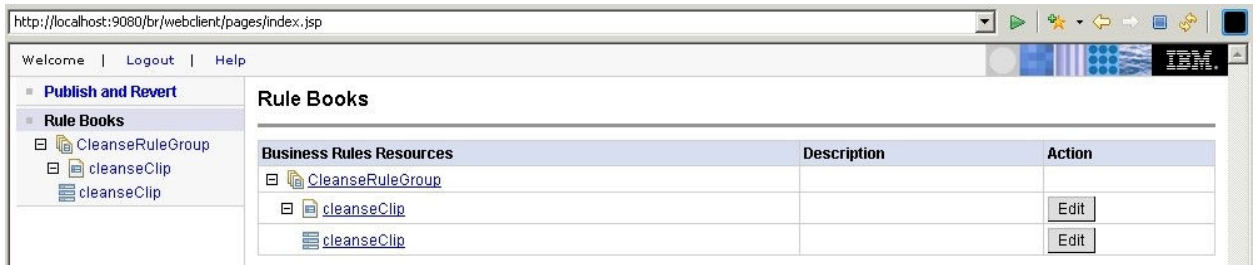 http://localhost:9080/br/webclient/pages/index.jsp
Welcome | Logout | Help
IBM.
Publish and Revert
Rule Books
CleanseRuleGroup
cleanseClip
cleanseClip
Rule Books
Business Rules Resources Description Action
CleanseRuleGroup
cleanseClip Edit
cleanseClip Edit